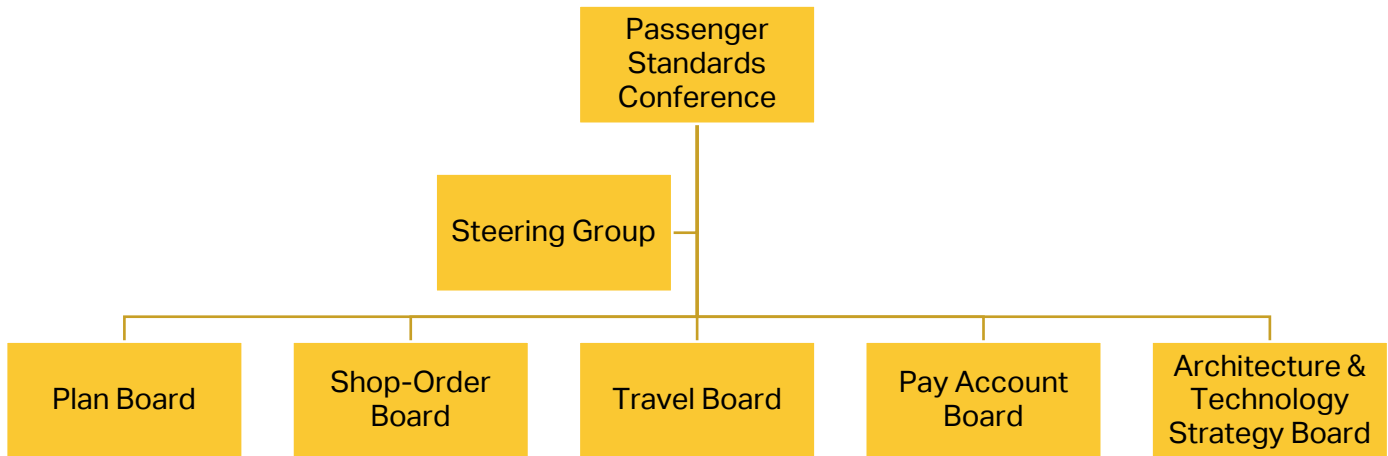 Passenger
Standards
Conference
Steering Group
Plan Board
Shop-Order
Board
Travel Board
Pay Account
Board
Architecture &
Technology
Strategy Board